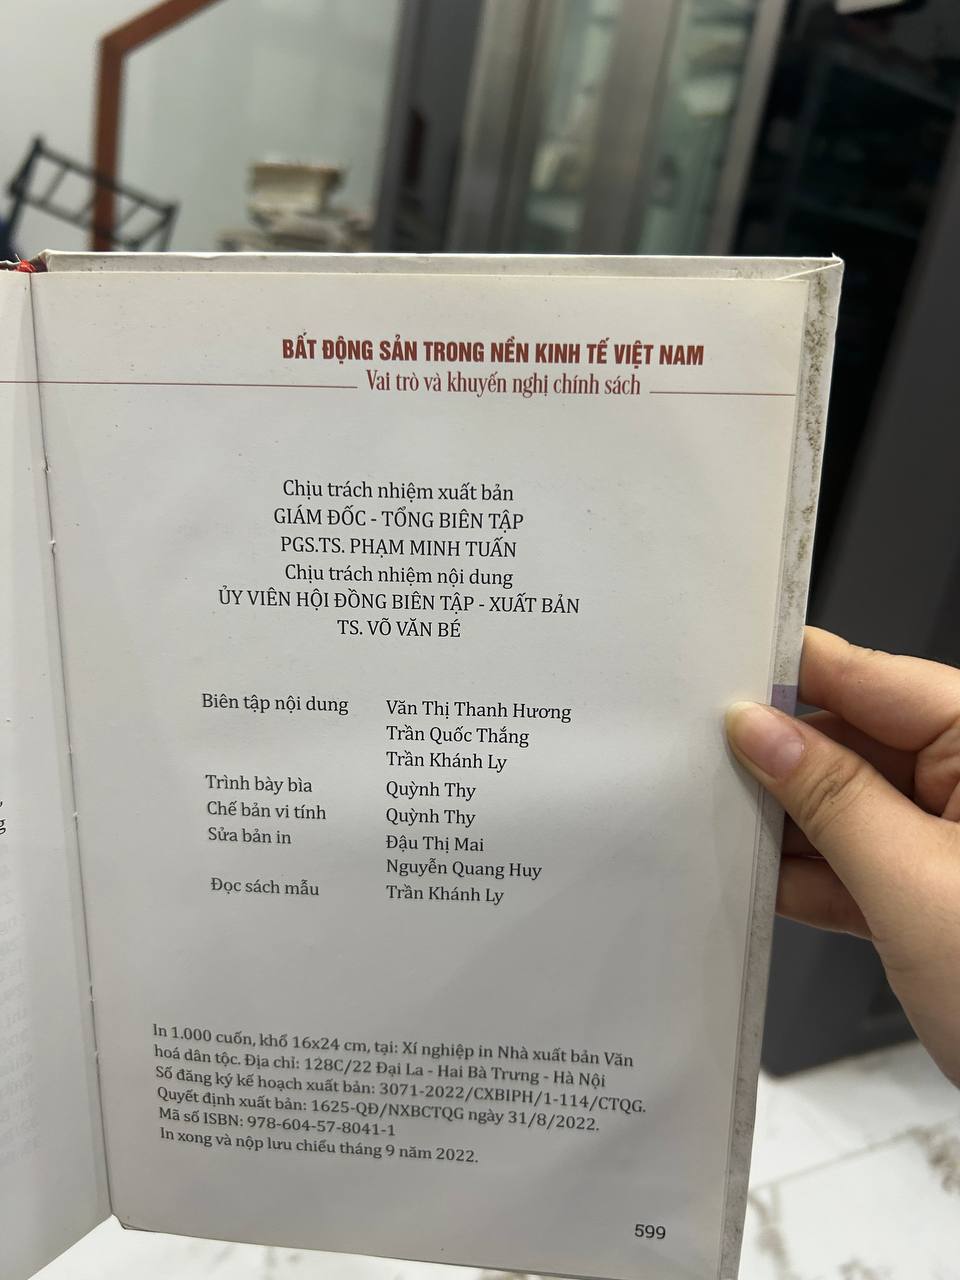 BẤT ĐỘNG SẢN TRONG NỀN KINH TẾ VIỆT NAM
Vai trò và khuyến nghị chính sách
Chịu trách nhiệm xuất bản
GIÁM ĐỐC - TỔNG BIÊN TẬP
PGS.TS. PHẠM MINH TUẤN
Chịu trách nhiệm nội dung
ỦY VIÊN HỘI ĐỒNG BIÊN TẬP - XUẤT BẢN
TS. VÕ VĂN BÉ
Biên tập nội dung Văn Thị Thanh Hương
Trần Quốc Thắng
Trần Khánh Ly
Trình bày bìa Quỳnh Thy
Chế bản vi tính Quỳnh Thy
Sửa bản in Đậu Thị Mai
Nguyễn Quang Huy
Đọc sách mẫu Trần Khánh Ly
In 1.000 cuốn, khổ 16x24 cm, tại: Xí nghiệp in Nhà xuất bản Văn
hoá dân tộc. Địa chỉ: 128C/22 Đại La - Hai Bà Trưng - Hà Nội
Số đăng ký kế hoạch xuất bản: 3071-2022/CXBIPH/1-114/CTQG.
Quyết định xuất bản: 1625-QĐ/NXBCTQG ngày 31/8/2022.
Mã số ISBN: 978-604-57-8041-1
In xong và nộp lưu chiểu tháng 9 năm 2022.
599